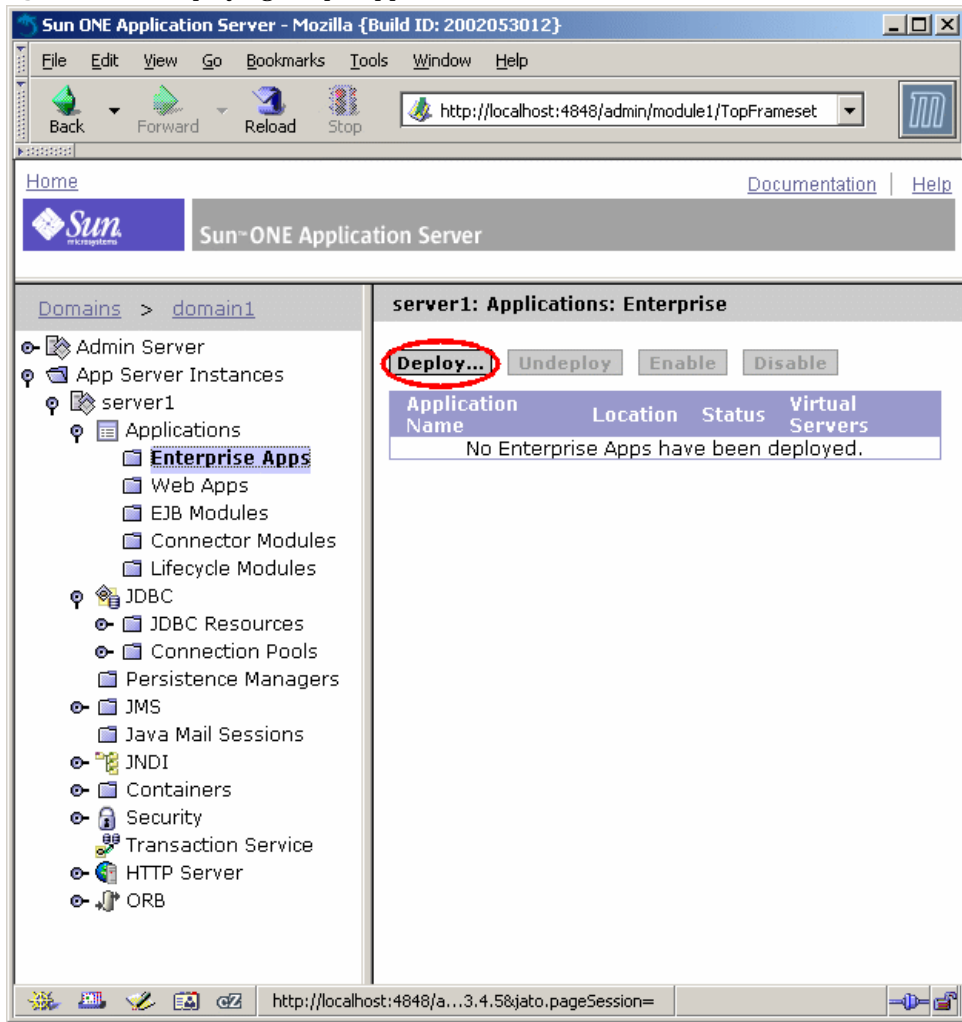 Sun ONE Application Server - Mozilla {Build ID: 2002053012}
File Edit View Go Bookmarks Tools Window Help
Back Forward Reload Stop http://localhost:4848/admin/module1/TopFrameset
Home Documentation | Help
Sun microsystems Sun™ ONE Application Server
Domains > domain1
Admin Server
App Server Instances
server1
Applications
Enterprise Apps
Web Apps
EJB Modules
Connector Modules
Lifecycle Modules
JDBC
JDBC Resources
Connection Pools
Persistence Managers
JMS
Java Mail Sessions
JNDI
Containers
Security
Transaction Service
HTTP Server
ORB
server1: Applications: Enterprise
Deploy... Undeploy Enable Disable
Application Name Location Status Virtual Servers
No Enterprise Apps have been deployed.
http://localhost:4848/a...3.4.5&jato.pageSession=